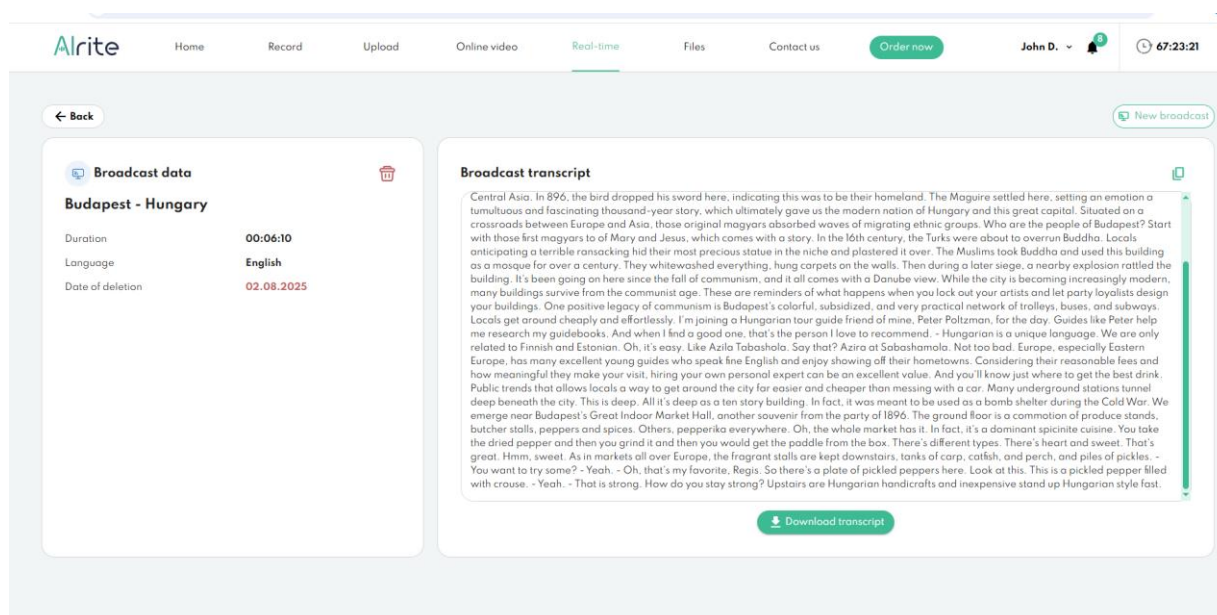 Alrite
Home
Record
Upload
Online video
Real-time
Files
Contact us
Order now
John D.
8
67:23:21
← Back
New broadcast
Broadcast data
Budapest - Hungary
Duration 00:06:10
Language English
Date of deletion 02.08.2025
Broadcast transcript
Central Asia. In 896, the bird dropped his sword here, indicating this was to be their homeland. The Maguire settled here, setting an emotion a
tumultuous and fascinating thousand-year story, which ultimately gave us the modern nation of Hungary and this great capital. Situated on a
crossroads between Europe and Asia, those original magyars absorbed waves of migrating ethnic groups. Who are the people of Budapest? Start
with those first magyars to of Mary and Jesus, which comes with a story. In the 16th century, the Turks were about to overrun Buddha. Locals
anticipating a terrible ransacking hid their most precious statue in the niche and plastered it over. The Muslims took Buddha and used this building
as a mosque for over a century. They whitewashed everything, hung carpets on the walls. Then during a later siege, a nearby explosion rattled the
building. It's been going on here since the fall of communism, and it all comes with a Danube view. While the city is becoming increasingly modern,
many buildings survive from the communist age. These are reminders of what happens when you lock out your artists and let party loyalists design
your buildings. One positive legacy of communism is Budapest's colorful, subsidized, and very practical network of trolleys, buses, and subways.
Locals get around cheaply and effortlessly. I'm joining a Hungarian tour guide friend of mine, Peter Poltzman, for the day. Guides like Peter help
me research my guidebooks. And when I find a good one, that's the person I love to recommend. - Hungarian is a unique language. We are only
related to Finnish and Estonian. Oh, it's easy. Like Azila Tabashola. Say that? Azira at Sabashamola. Not too bad. Europe, especially Eastern
Europe, has many excellent young guides who speak fine English and enjoy showing off their hometowns. Considering their reasonable fees and
how meaningful they make your visit, hiring your own personal expert can be an excellent value. And you'll know just where to get the best drink.
Public trends that allows locals a way to get around the city far easier and cheaper than messing with a car. Many underground stations tunnel
deep beneath the city. This is deep. All it's deep as a ten story building. In fact, it was meant to be used as a bomb shelter during the Cold War. We
emerge near Budapest's Great Indoor Market Hall, another souvenir from the party of 1896. The ground floor is a commotion of produce stands,
butcher stalls, peppers and spices. Others, pepperika everywhere. Oh, the whole market has it. In fact, it's a dominant spicinite cuisine. You take
the dried pepper and then you grind it and then you would get the paddle from the box. There's different types. There's heart and sweet. That's
great. Hmm, sweet. As in markets all over Europe, the fragrant stalls are kept downstairs, tanks of carp, catfish, and perch, and piles of pickles. -
You want to try some? - Yeah. - Oh, that's my favorite, Regis. So there's a plate of pickled peppers here. Look at this. This is a pickled pepper filled
with crouse. - Yeah. - That is strong. How do you stay strong? Upstairs are Hungarian handicrafts and inexpensive stand up Hungarian style fast.
Download transcript